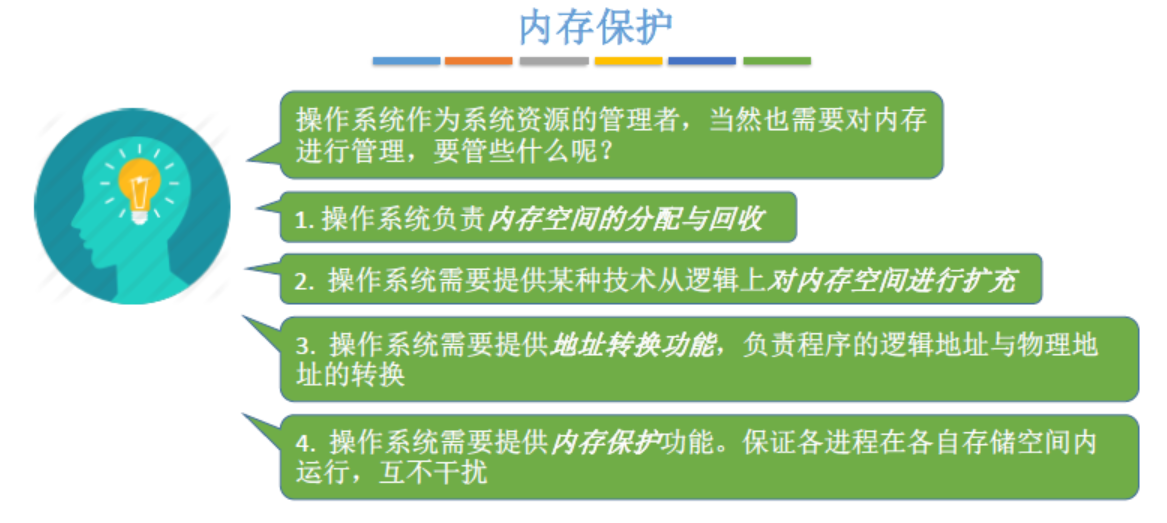 内存保护
操作系统作为系统资源的管理者，当然也需要对内存
进行管理，要管些什么呢？
1. 操作系统负责内存空间的分配与回收
2. 操作系统需要提供某种技术从逻辑上对内存空间进行扩充
3. 操作系统需要提供地址转换功能，负责程序的逻辑地址与物理地
址的转换
4. 操作系统需要提供内存保护功能。保证各进程在各自存储空间内
运行，互不干扰